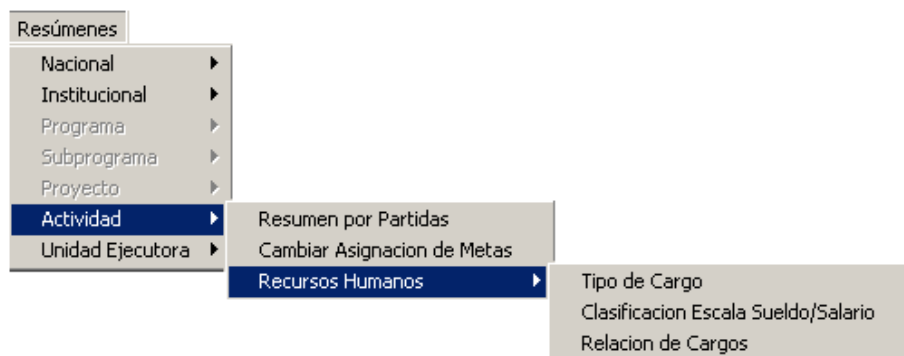 Resúmenes
Nacional
Institucional
Programa
Subprograma
Proyecto
Actividad
Unidad Ejecutora
Resumen por Partidas
Cambiar Asignacion de Metas
Recursos Humanos
Tipo de Cargo
Clasificacion Escala Sueldo/Salario
Relacion de Cargos